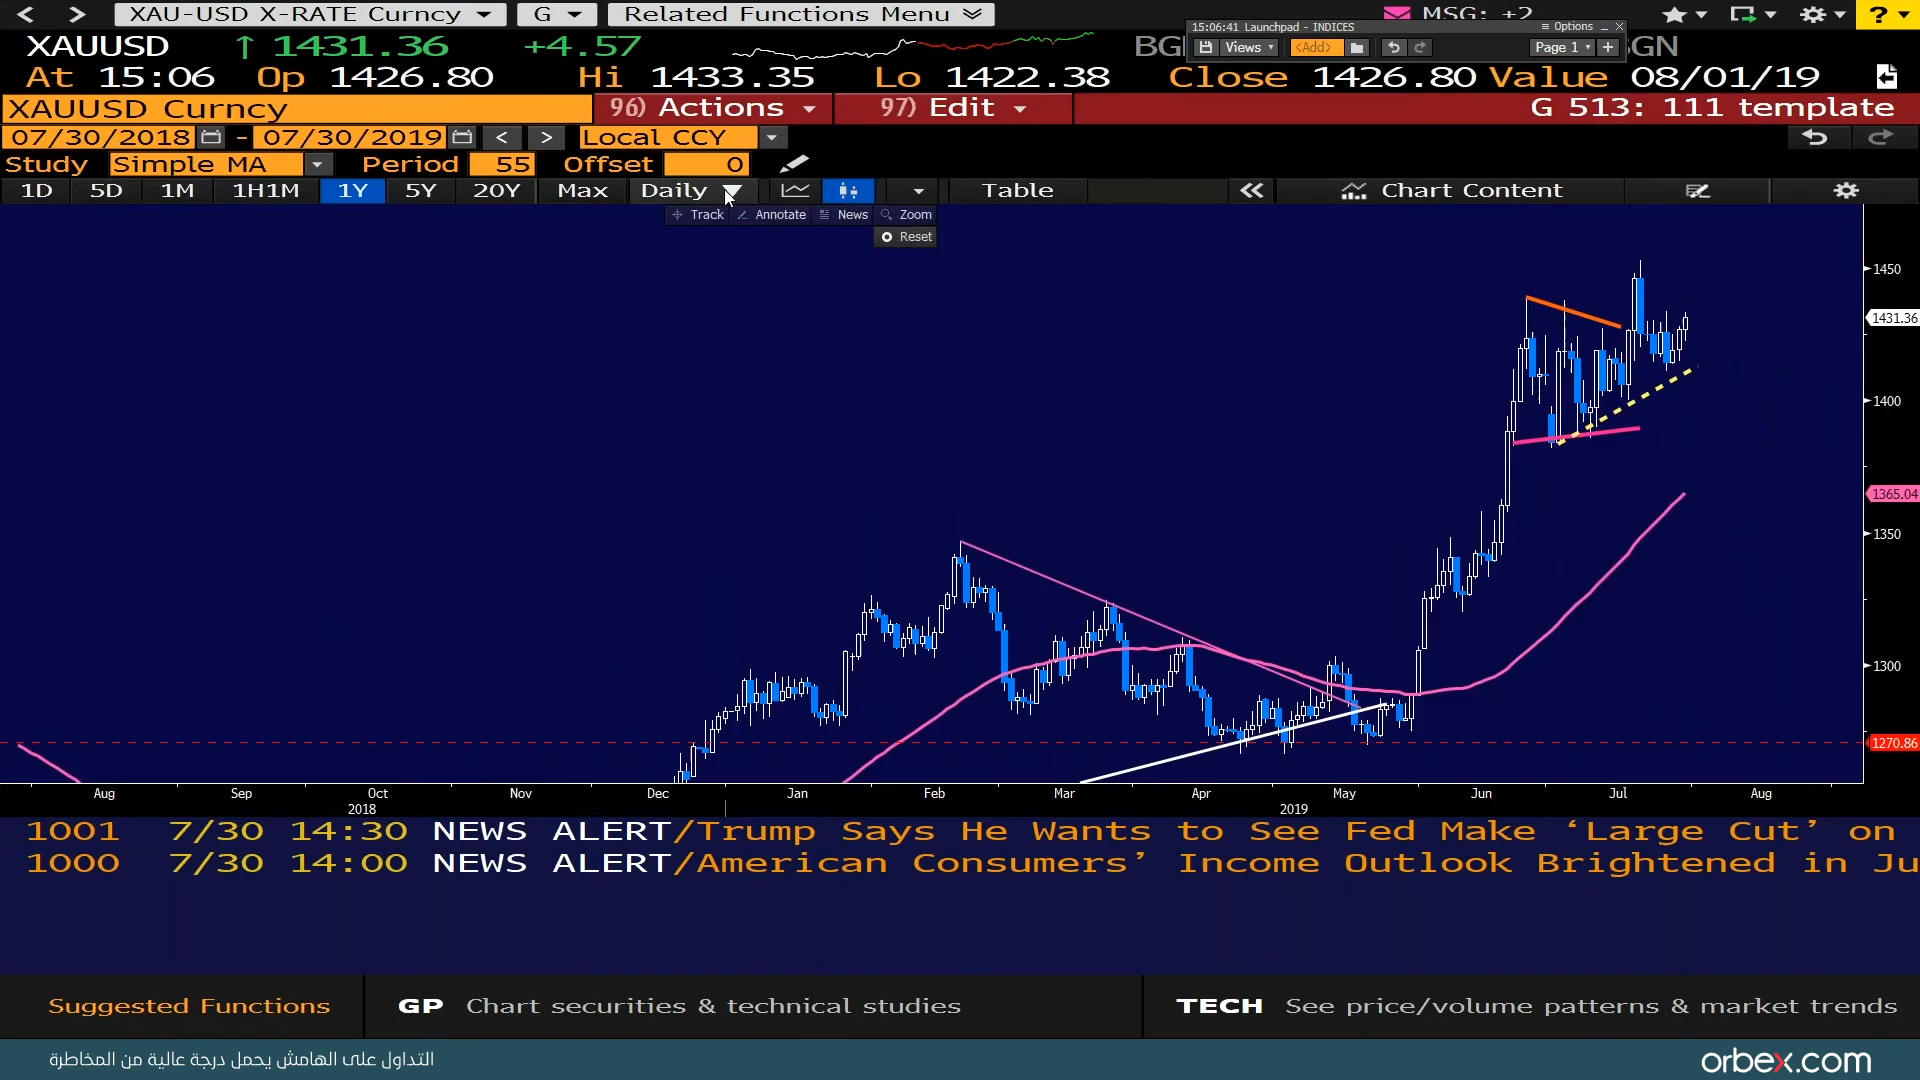 XAU-USD X-RATE Curncy G Related Functions Menu MSG: +2
15:06:41 Launchpad - INDICES Options
Views <Add> Page 1 +
XAUUSD ↑ 1431.36 +4.57
At 15:06 Op 1426.80 Hi 1433.35 Lo 1422.38 Close 1426.80 Value 08/01/19
XAUUSD Curncy 96) Actions 97) Edit G 513: 111 template
07/30/2018 - 07/30/2019 < > Local CCY
Study Simple MA Period 55 Offset 0
1D 5D 1M 1H1M 1Y 5Y 20Y Max Daily Table Chart Content
Track Annotate News Zoom
Reset
1450
1431.36
1400
1365.04
1350
1300
1270.86
Aug Sep Oct Nov Dec Jan Feb Mar Apr May Jun Jul Aug
2018 2019
1001 7/30 14:30 NEWS ALERT/Trump Says He Wants to See Fed Make ‘Large Cut’ on
1000 7/30 14:00 NEWS ALERT/American Consumers’ Income Outlook Brightened in Ju
Suggested Functions GP Chart securities & technical studies TECH See price/volume patterns & market trends
التداول على الهامش يحمل درجة عالية من المخاطرة
orbex.com